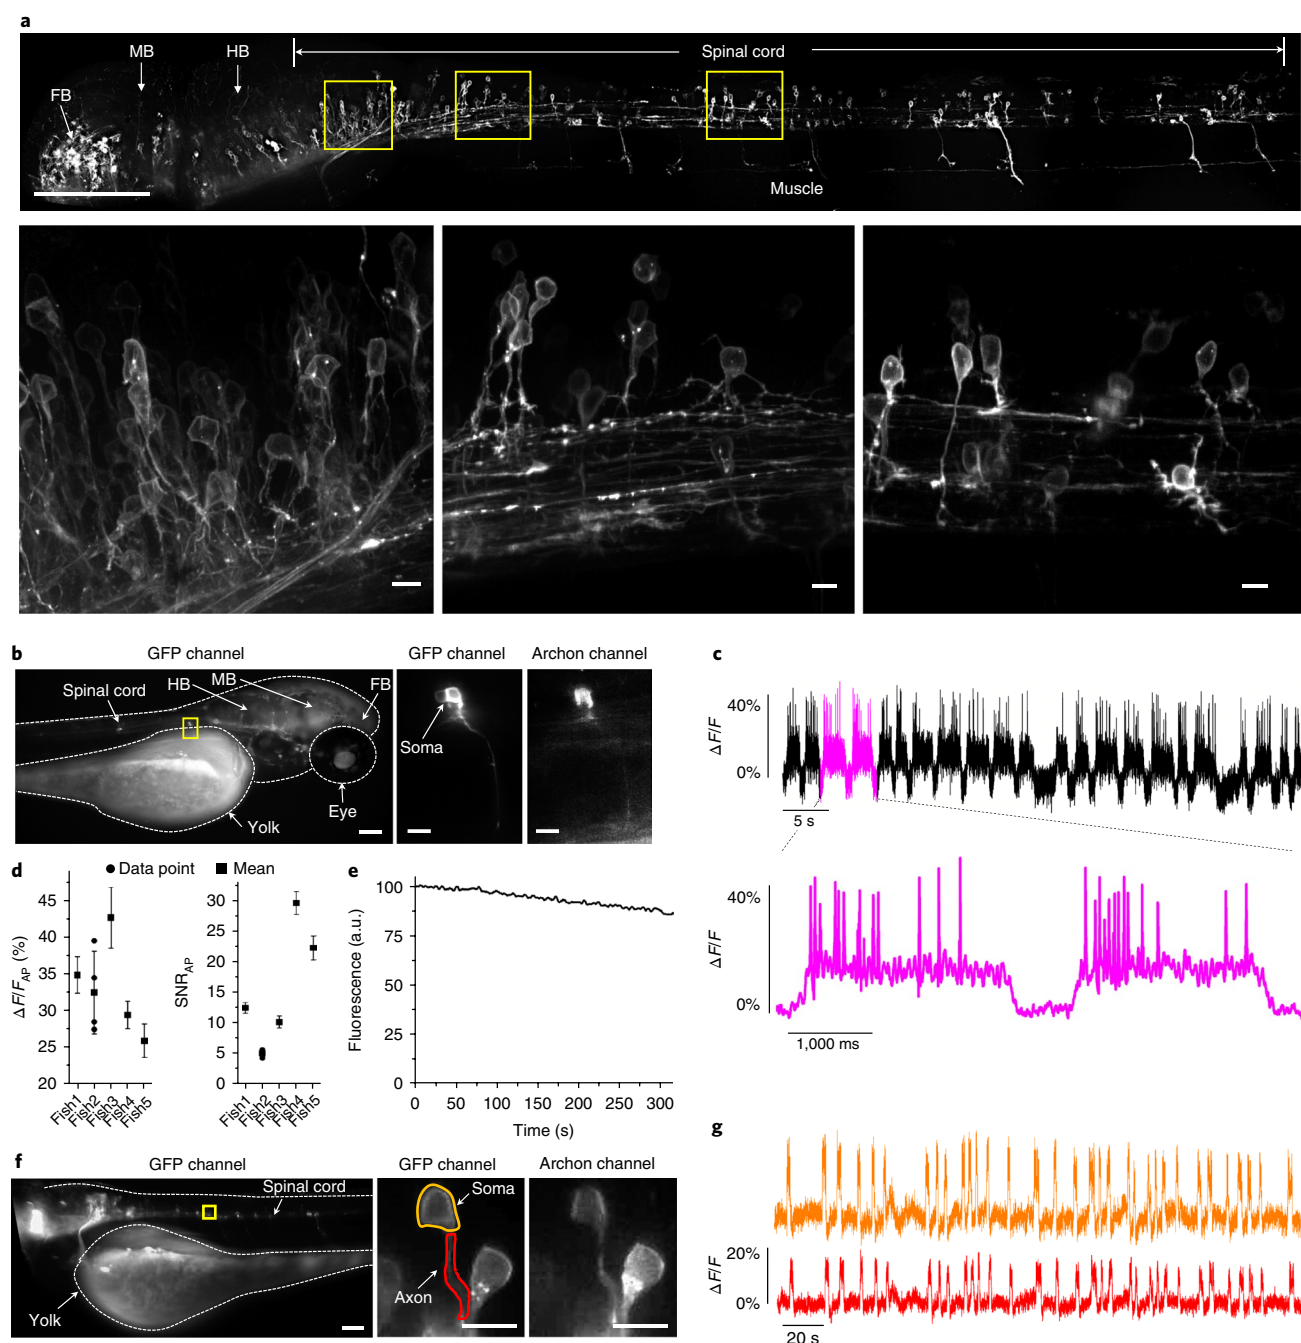 a
MB HB Spinal cord
FB
Muscle
b GFP channel GFP channel Archon channel
Spinal cord HB MB FB
Soma
Eye
Yolk
c
40%
ΔF/F
0%
5 s
40%
ΔF/F
0%
1,000 ms
d Data point Mean
45
40
35
30
25
20
ΔF/F_AP (%)
Fish1 Fish2 Fish3 Fish4 Fish5
30
25
20
15
10
5
0
SNR_AP
Fish1 Fish2 Fish3 Fish4 Fish5
e
100
75
50
25
0
Fluorescence (a.u.)
0 50 100 150 200 250 300
Time (s)
f GFP channel GFP channel Archon channel
Spinal cord
Soma
Axon
Yolk
g
20%
ΔF/F
0%
20 s